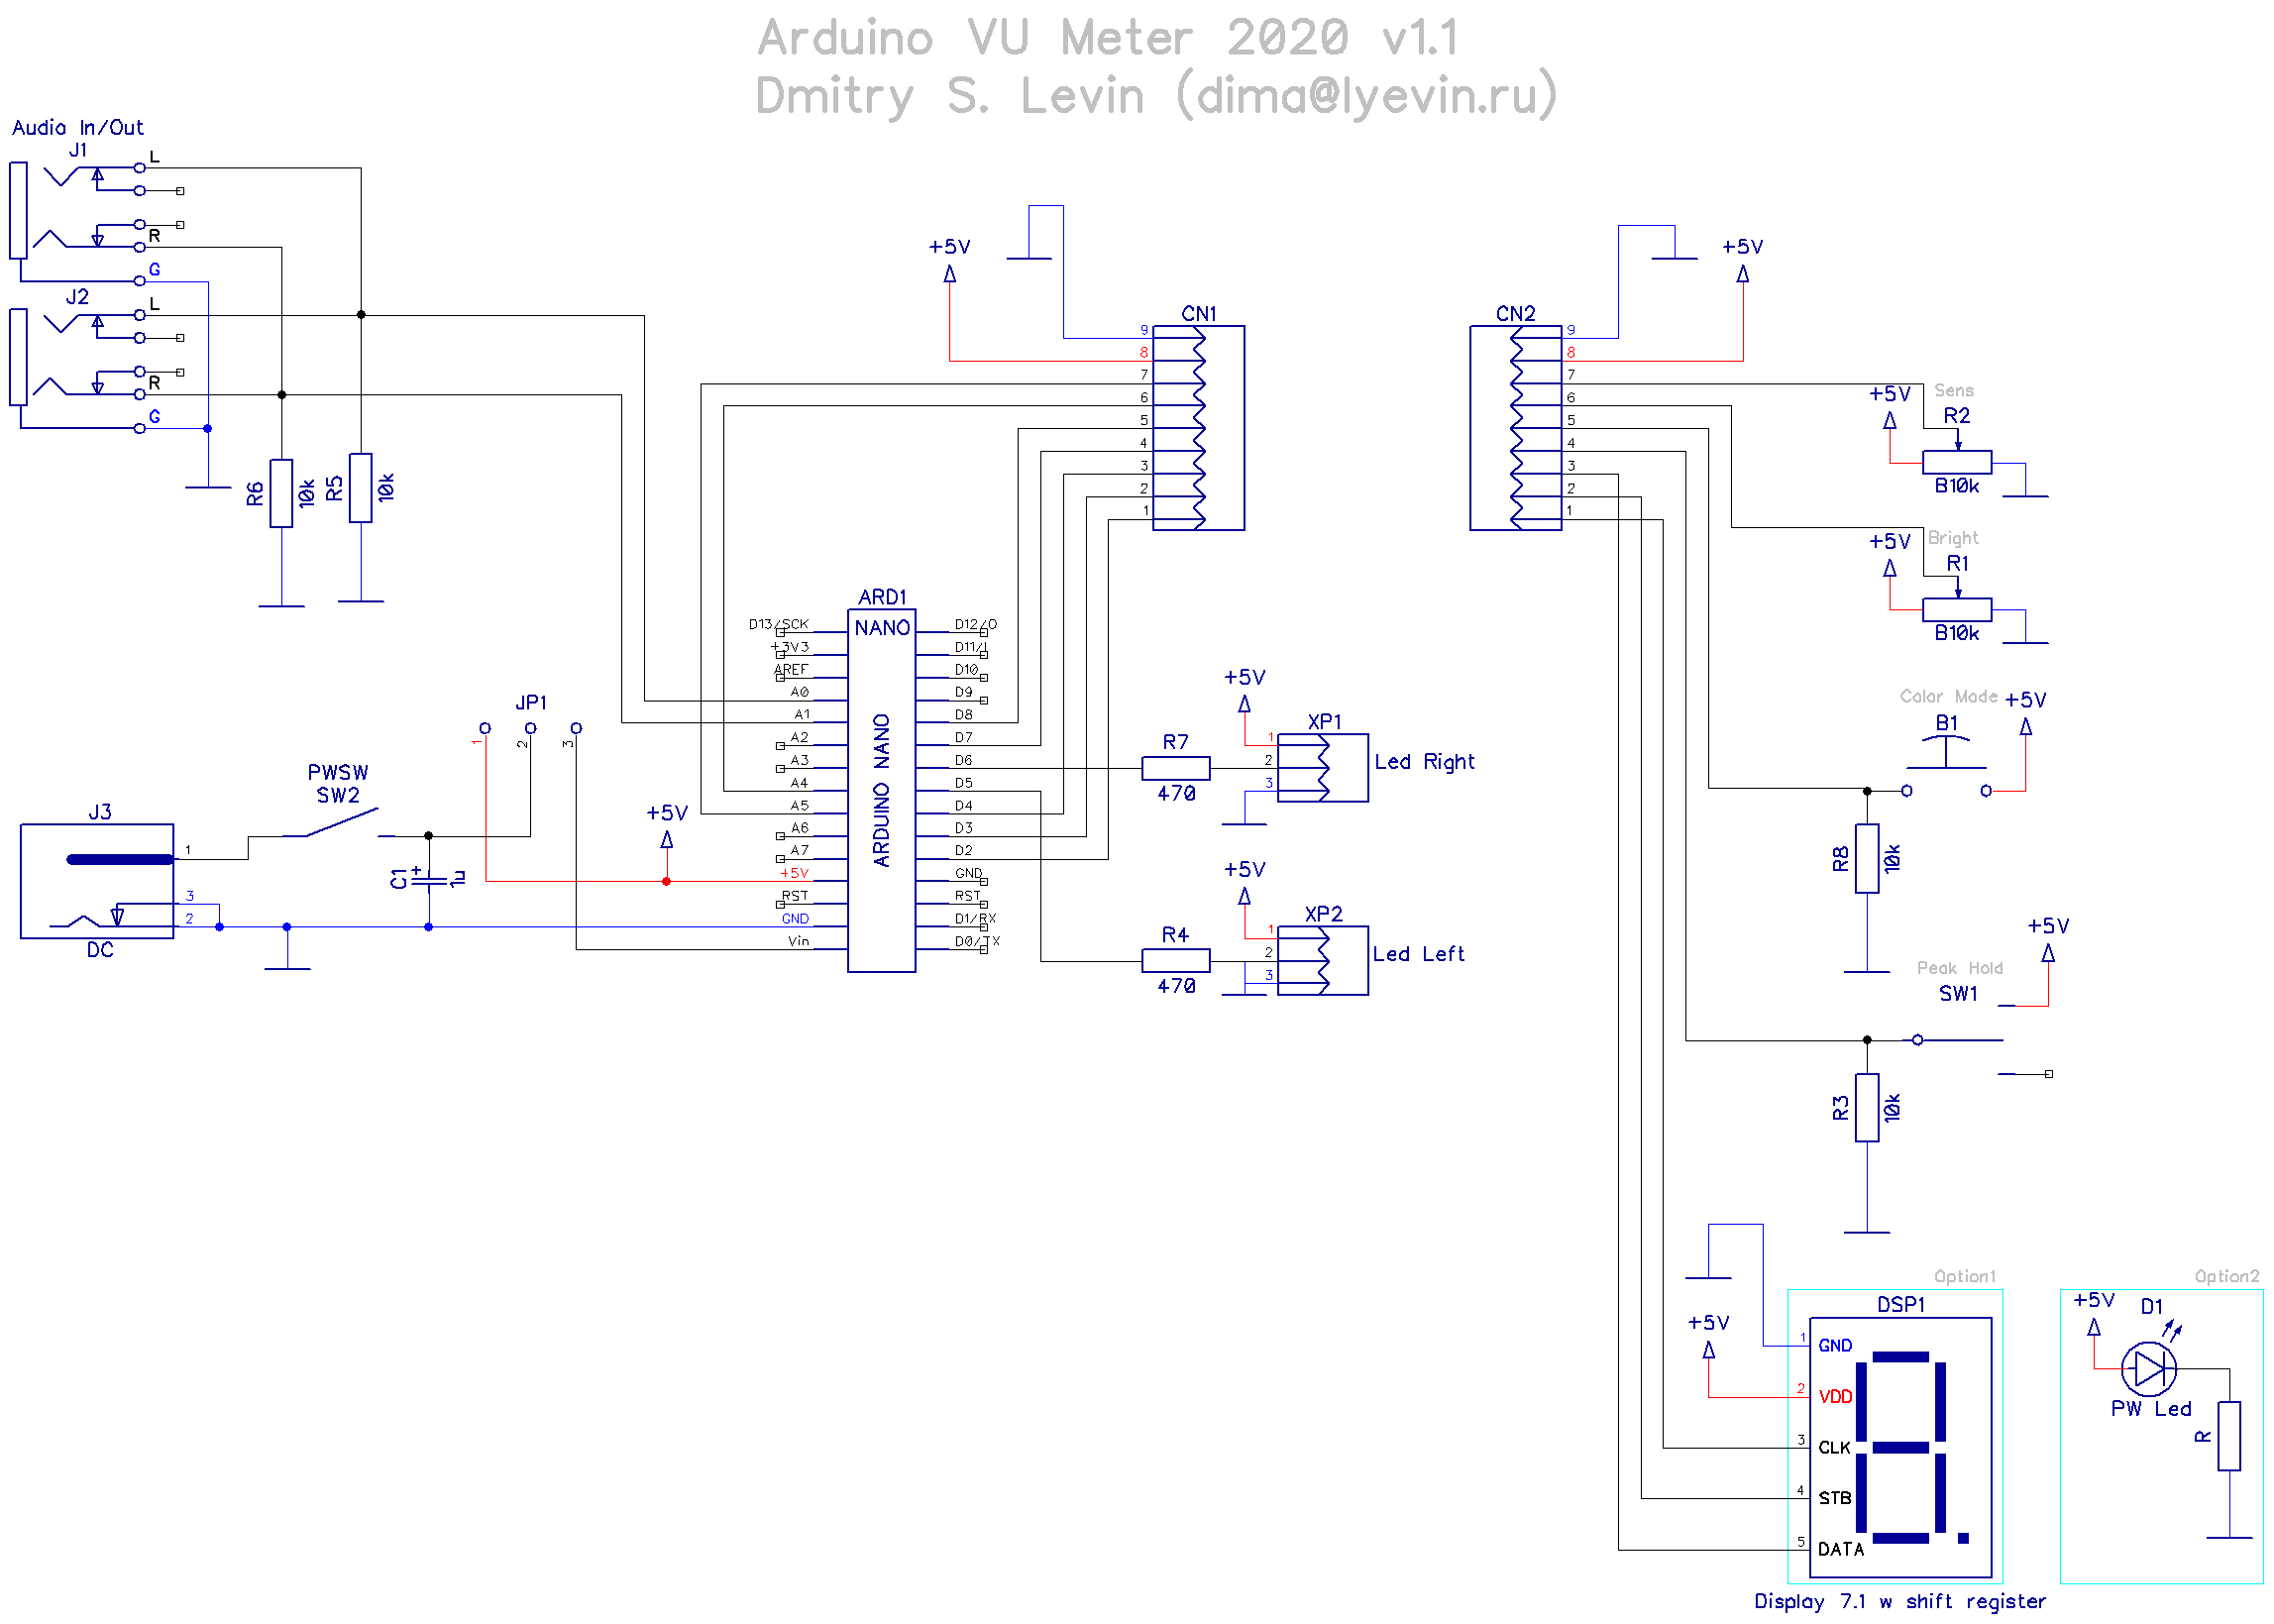 Arduino VU Meter 2020 v1.1
Dmitry S. Levin (dima@lyevin.ru)
Audio In/Out
J1
L
R
G
J2
L
R
G
R6
10k
R5
10k
+5V
CN1
9
8
7
6
5
4
3
2
1
CN2
+5V
9
8
7
6
5
4
3
2
1
+5V
Sens
R2
B10k
+5V
Bright
R1
B10k
Color Mode
+5V
B1
R8
10k
+5V
Peak Hold
SW1
R3
10k
ARD1
NANO
ARDUINO NANO
D13/SCK
+3V3
AREF
A0
A1
A2
A3
A4
A5
A6
A7
+5V
RST
GND
Vin
D12/O
D11/I
D10
D9
D8
D7
D6
D5
D4
D3
D2
GND
RST
D1/RX
D0/TX
JP1
1
2
3
+5V
PWSW
SW2
J3
1
3
2
DC
C1
+
1u
R7
470
+5V
XP1
1
2
3
Led Right
R4
470
+5V
XP2
1
2
3
Led Left
Option1
DSP1
+5V
1 GND
2 VDD
3 CLK
4 STB
5 DATA
Display 7.1 w shift register
Option2
+5V
D1
PW Led
R